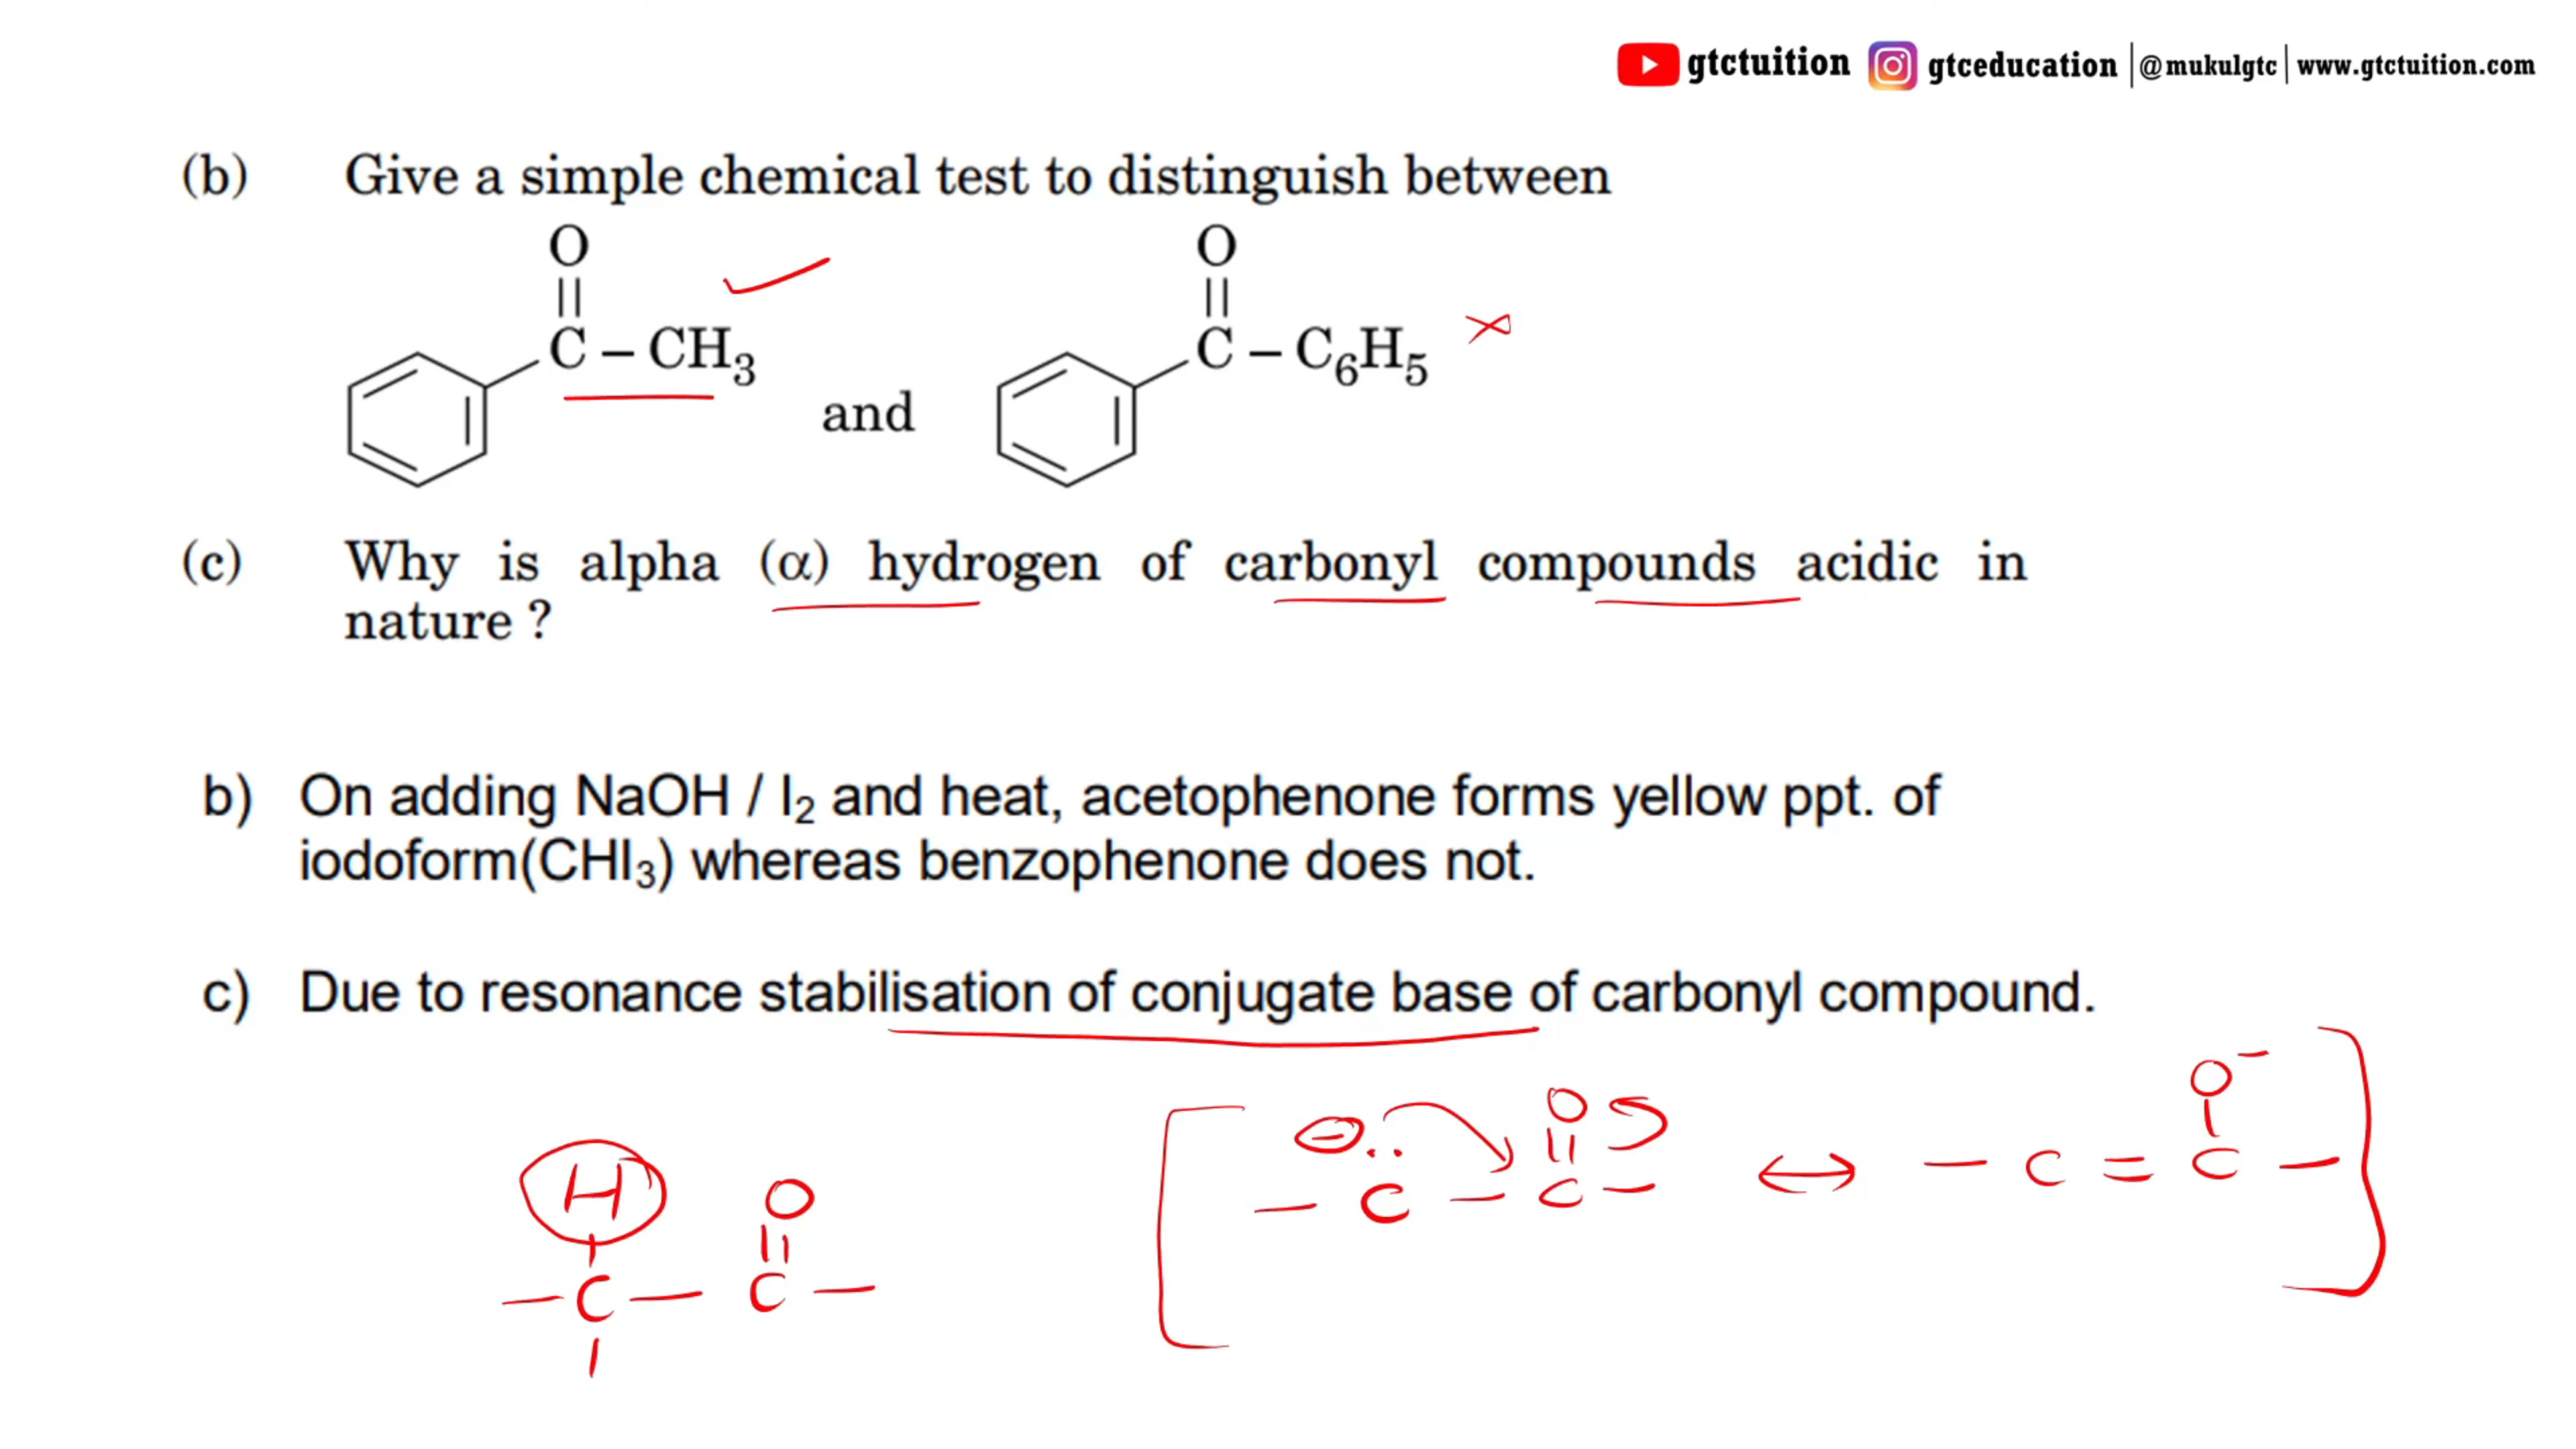 gtctuition gtceducation |@mukulgtc| www.gtctuition.com
(b) Give a simple chemical test to distinguish between
O O
|| ||
C – CH₃ and C – C₆H₅
(c) Why is alpha (α) hydrogen of carbonyl compounds acidic in
nature ?
b) On adding NaOH / I₂ and heat, acetophenone forms yellow ppt. of
iodoform(CHI₃) whereas benzophenone does not.
c) Due to resonance stabilisation of conjugate base of carbonyl compound.
H O
C – C –
⊖.. O O⁻
– C – C – ↔ – C = C –